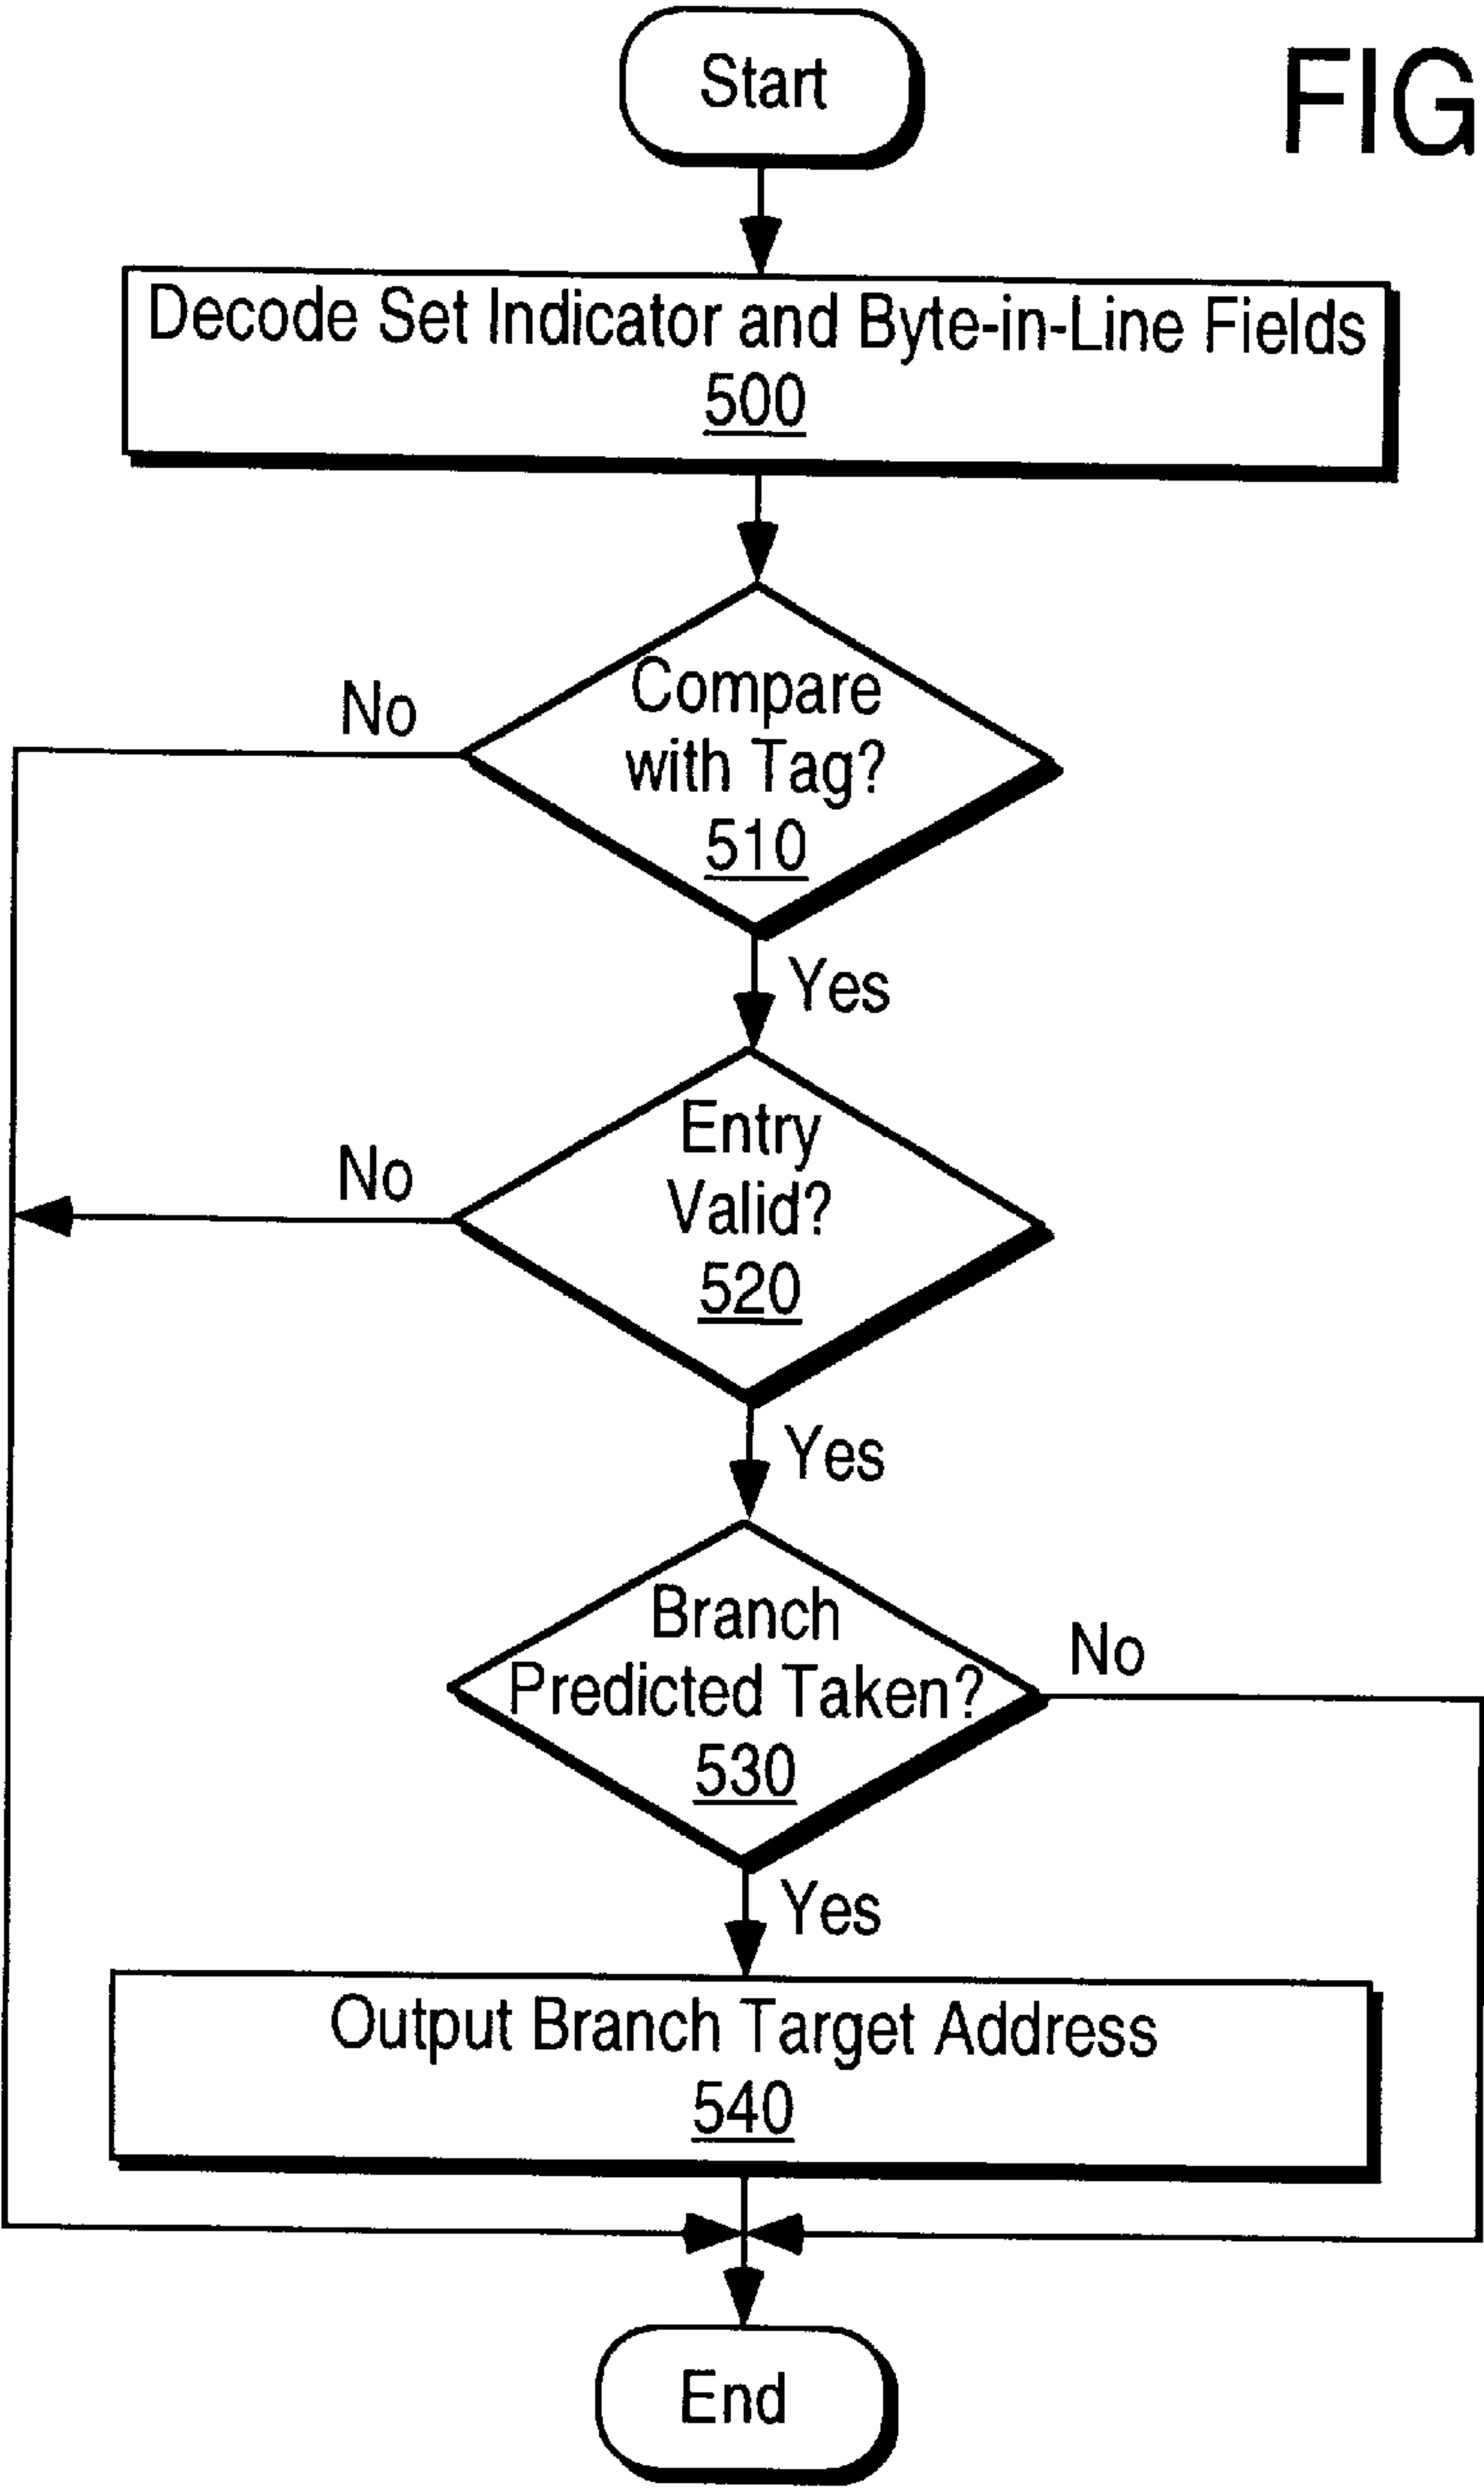 FIG
Start
Decode Set Indicator and Byte-in-Line Fields
500
Compare
with Tag?
510
No
Yes
Entry
Valid?
520
No
Yes
Branch
Predicted Taken?
530
No
Yes
Output Branch Target Address
540
End